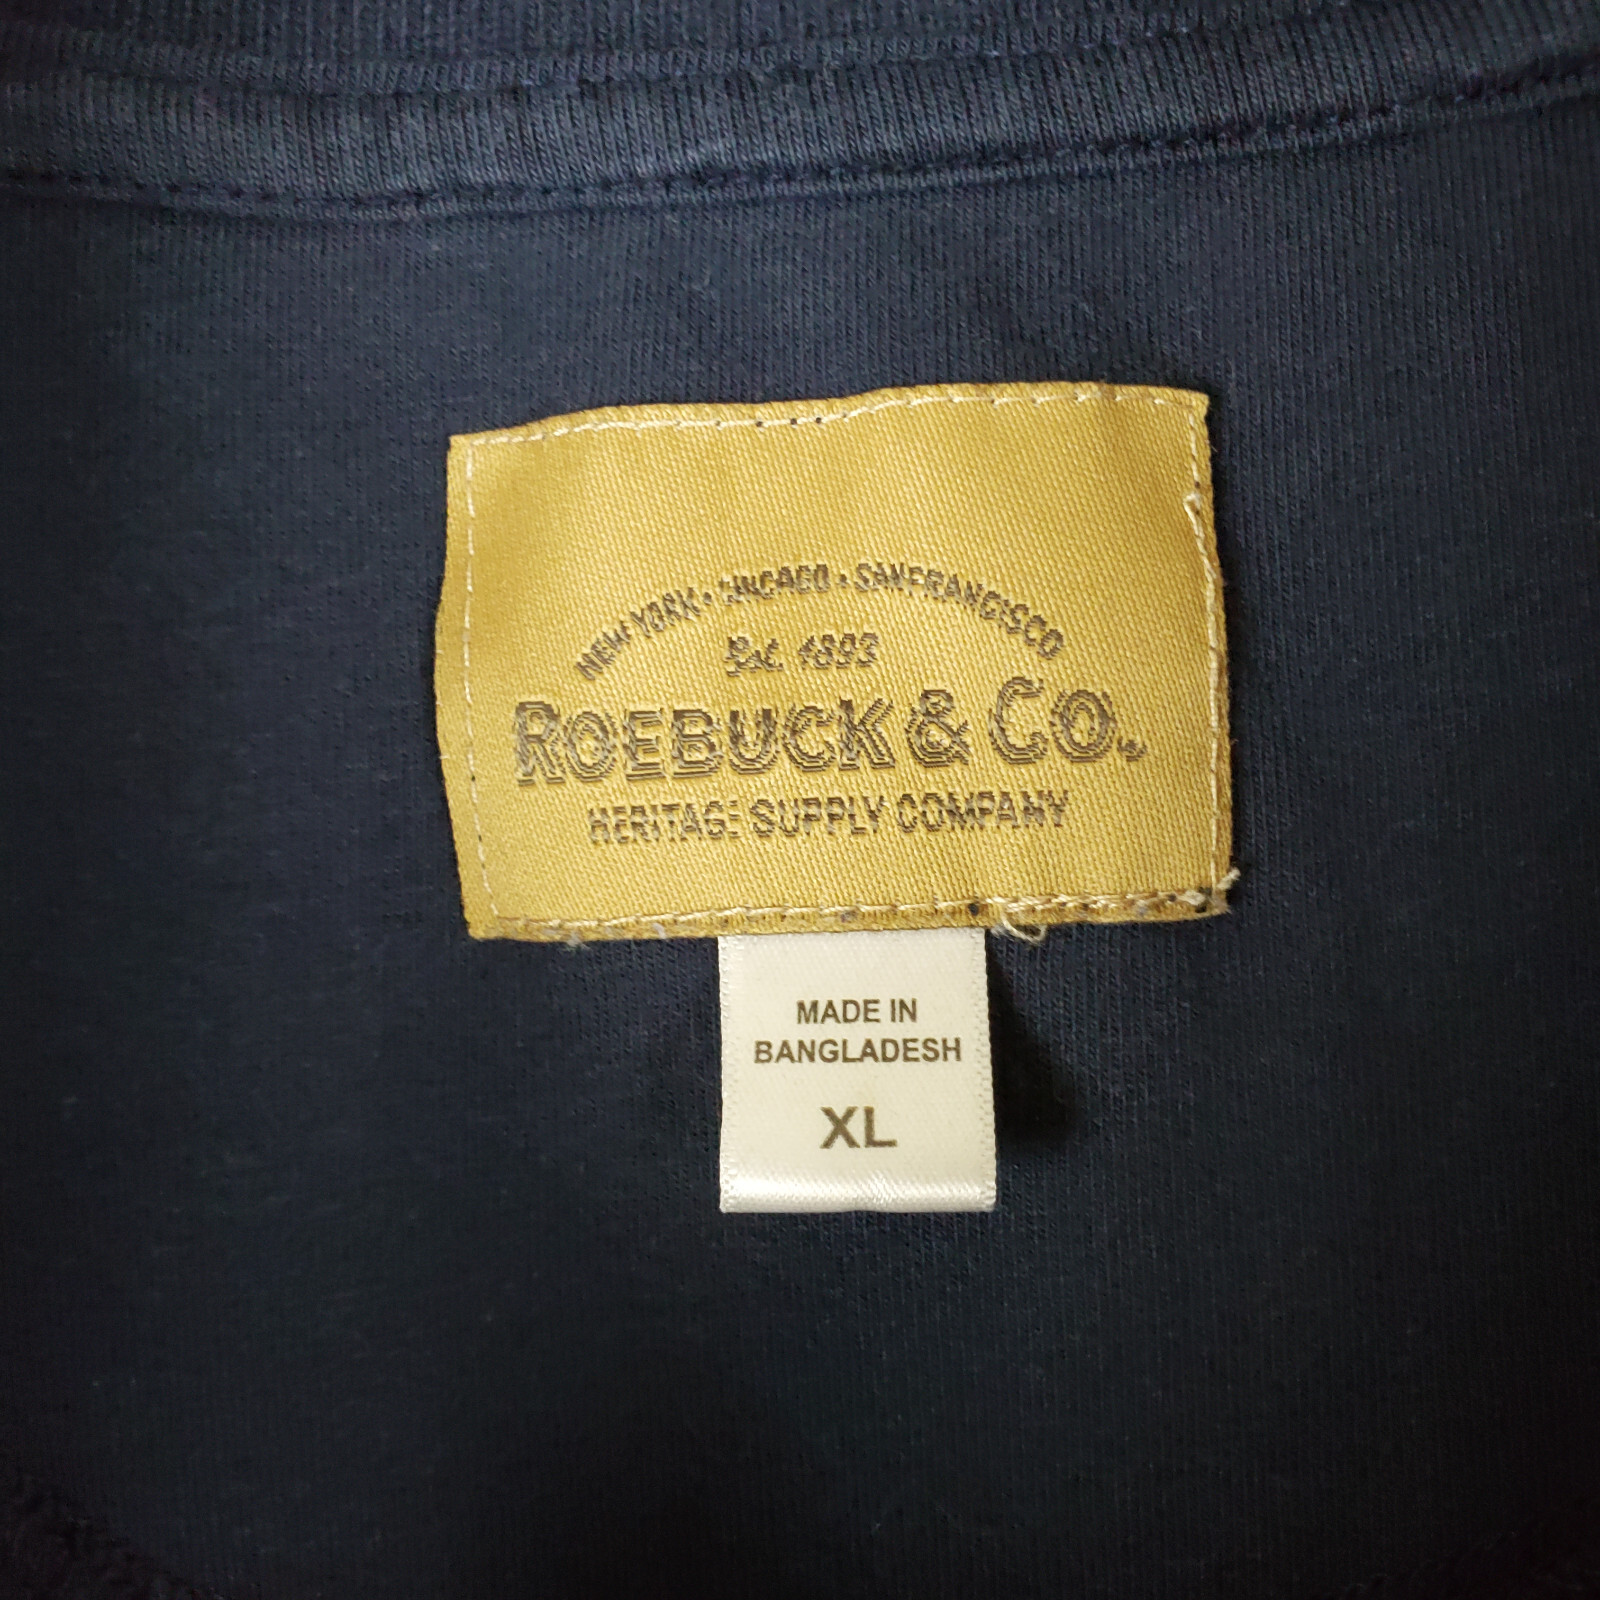 NEW YORK • CHICAGO • SAN FRANCISCO
Est. 1893
ROEBUCK & CO.
HERITAGE SUPPLY COMPANY
MADE IN
BANGLADESH
XL